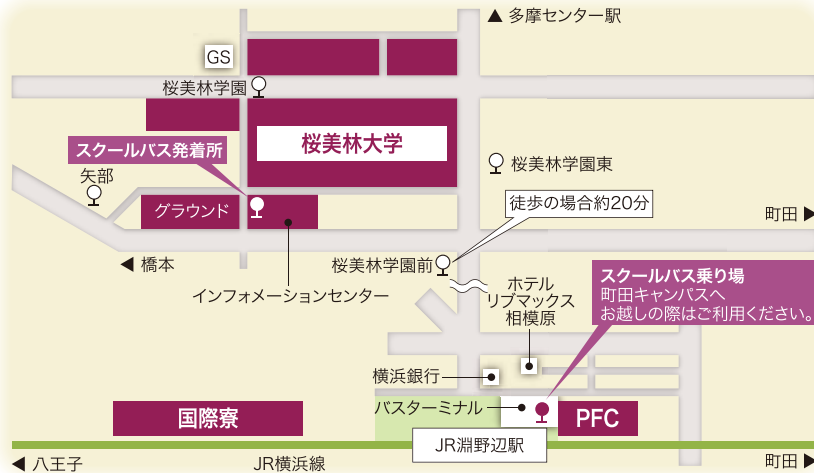 ▲ 多摩センター駅
GS
桜美林学園
桜美林大学
スクールバス発着所
桜美林学園東
矢部
徒歩の場合約20分
グラウンド
町田 ▶
◀ 橋本
桜美林学園前
インフォメーションセンター
ホテル
リブマックス
相模原
スクールバス乗り場
町田キャンパスへ
お越しの際はご利用ください。
横浜銀行
バスターミナル
国際寮
PFC
JR淵野辺駅
◀ 八王子
JR横浜線
町田 ▶